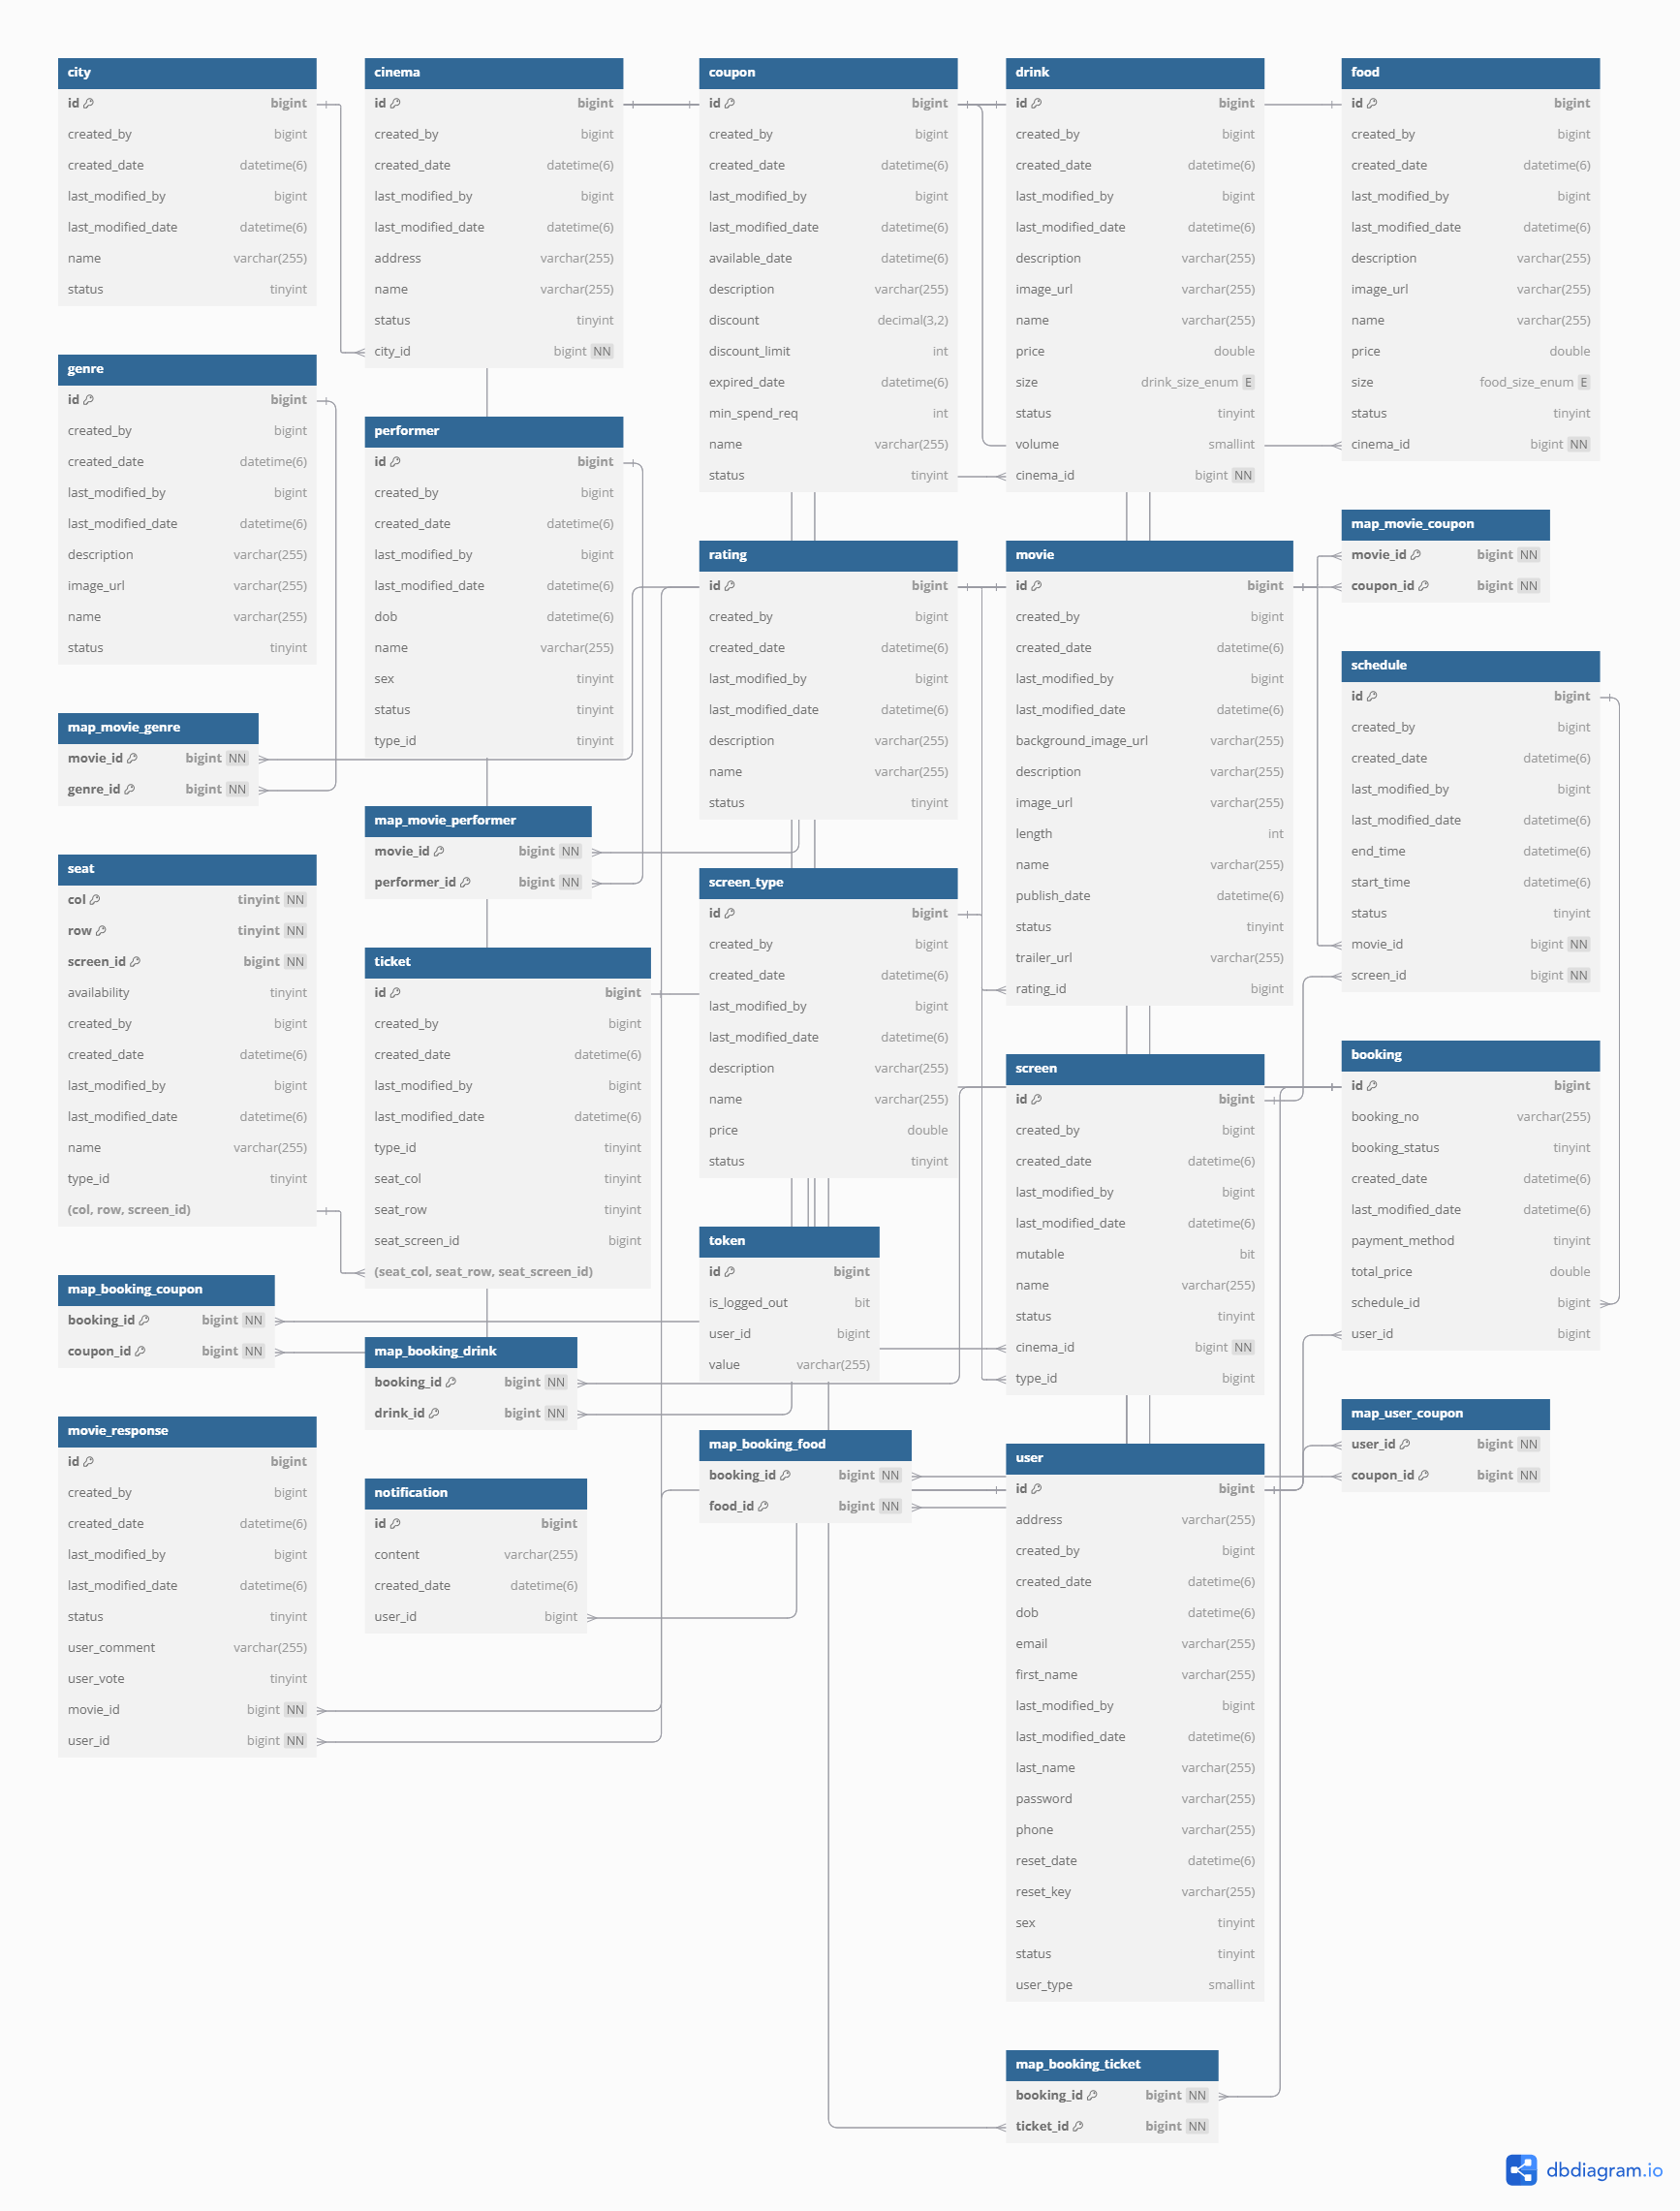 city
id bigint
created_by bigint
created_date datetime(6)
last_modified_by bigint
last_modified_date datetime(6)
name varchar(255)
status tinyint
cinema
id bigint
created_by bigint
created_date datetime(6)
last_modified_by bigint
last_modified_date datetime(6)
address varchar(255)
name varchar(255)
status tinyint
city_id bigint NN
coupon
id bigint
created_by bigint
created_date datetime(6)
last_modified_by bigint
last_modified_date datetime(6)
available_date datetime(6)
description varchar(255)
discount decimal(3,2)
discount_limit int
expired_date datetime(6)
min_spend_req int
name varchar(255)
status tinyint
drink
id bigint
created_by bigint
created_date datetime(6)
last_modified_by bigint
last_modified_date datetime(6)
description varchar(255)
image_url varchar(255)
name varchar(255)
price double
size drink_size_enum E
status tinyint
volume smallint
cinema_id bigint NN
food
id bigint
created_by bigint
created_date datetime(6)
last_modified_by bigint
last_modified_date datetime(6)
description varchar(255)
image_url varchar(255)
name varchar(255)
price double
size food_size_enum E
status tinyint
cinema_id bigint NN
genre
id bigint
created_by bigint
created_date datetime(6)
last_modified_by bigint
last_modified_date datetime(6)
description varchar(255)
image_url varchar(255)
name varchar(255)
status tinyint
performer
id bigint
created_by bigint
created_date datetime(6)
last_modified_by bigint
last_modified_date datetime(6)
dob datetime(6)
name varchar(255)
sex tinyint
status tinyint
type_id tinyint
rating
id bigint
created_by bigint
created_date datetime(6)
last_modified_by bigint
last_modified_date datetime(6)
description varchar(255)
name varchar(255)
status tinyint
movie
id bigint
created_by bigint
created_date datetime(6)
last_modified_by bigint
last_modified_date datetime(6)
background_image_url varchar(255)
description varchar(255)
image_url varchar(255)
length int
name varchar(255)
publish_date datetime(6)
status tinyint
trailer_url varchar(255)
rating_id bigint
map_movie_coupon
movie_id bigint NN
coupon_id bigint NN
schedule
id bigint
created_by bigint
created_date datetime(6)
last_modified_by bigint
last_modified_date datetime(6)
end_time datetime(6)
start_time datetime(6)
status tinyint
movie_id bigint NN
screen_id bigint NN
map_movie_genre
movie_id bigint NN
genre_id bigint NN
map_movie_performer
movie_id bigint NN
performer_id bigint NN
seat
col tinyint NN
row tinyint NN
screen_id bigint NN
availability tinyint
created_by bigint
created_date datetime(6)
last_modified_by bigint
last_modified_date datetime(6)
name varchar(255)
type_id tinyint
(col, row, screen_id)
ticket
id bigint
created_by bigint
created_date datetime(6)
last_modified_by bigint
last_modified_date datetime(6)
type_id tinyint
seat_col tinyint
seat_row tinyint
seat_screen_id bigint
(seat_col, seat_row, seat_screen_id)
screen_type
id bigint
created_by bigint
created_date datetime(6)
last_modified_by bigint
last_modified_date datetime(6)
description varchar(255)
name varchar(255)
price double
status tinyint
screen
id bigint
created_by bigint
created_date datetime(6)
last_modified_by bigint
last_modified_date datetime(6)
mutable bit
name varchar(255)
status tinyint
cinema_id bigint NN
type_id bigint
booking
id bigint
booking_no varchar(255)
booking_status tinyint
created_date datetime(6)
last_modified_date datetime(6)
payment_method tinyint
total_price double
schedule_id bigint
user_id bigint
token
id bigint
is_logged_out bit
user_id bigint
value varchar(255)
map_booking_coupon
booking_id bigint NN
coupon_id bigint NN
map_booking_drink
booking_id bigint NN
drink_id bigint NN
map_user_coupon
user_id bigint NN
coupon_id bigint NN
movie_response
id bigint
created_by bigint
created_date datetime(6)
last_modified_by bigint
last_modified_date datetime(6)
status tinyint
user_comment varchar(255)
user_vote tinyint
movie_id bigint NN
user_id bigint NN
notification
id bigint
content varchar(255)
created_date datetime(6)
user_id bigint
map_booking_food
booking_id bigint NN
food_id bigint NN
user
id bigint
address varchar(255)
created_by bigint
created_date datetime(6)
dob datetime(6)
email varchar(255)
first_name varchar(255)
last_modified_by bigint
last_modified_date datetime(6)
last_name varchar(255)
password varchar(255)
phone varchar(255)
reset_date datetime(6)
reset_key varchar(255)
sex tinyint
status tinyint
user_type smallint
map_booking_ticket
booking_id bigint NN
ticket_id bigint NN
dbdiagram.io